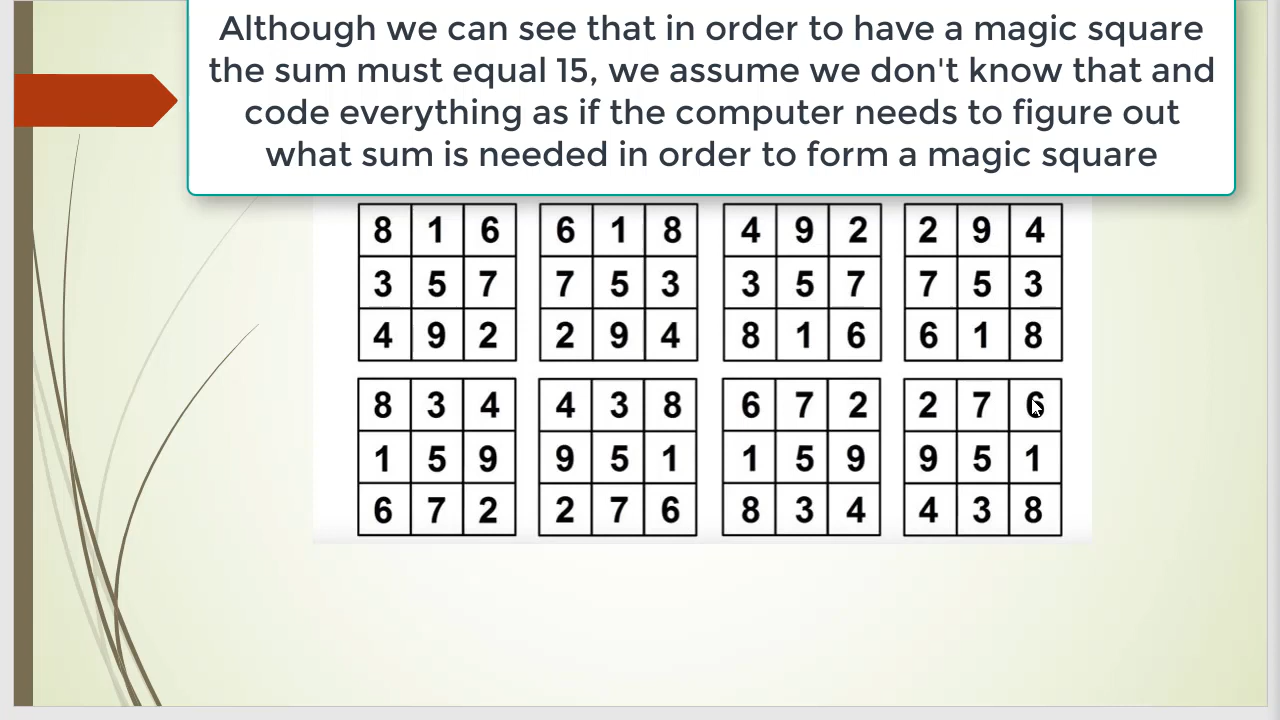 Although we can see that in order to have a magic square
the sum must equal 15, we assume we don't know that and
code everything as if the computer needs to figure out
what sum is needed in order to form a magic square
8 1 6 6 1 8 4 9 2 2 9 4
3 5 7 7 5 3 3 5 7 7 5 3
4 9 2 2 9 4 8 1 6 6 1 8
8 3 4 4 3 8 6 7 2 2 7 6
1 5 9 9 5 1 1 5 9 9 5 1
6 7 2 2 7 6 8 3 4 4 3 8